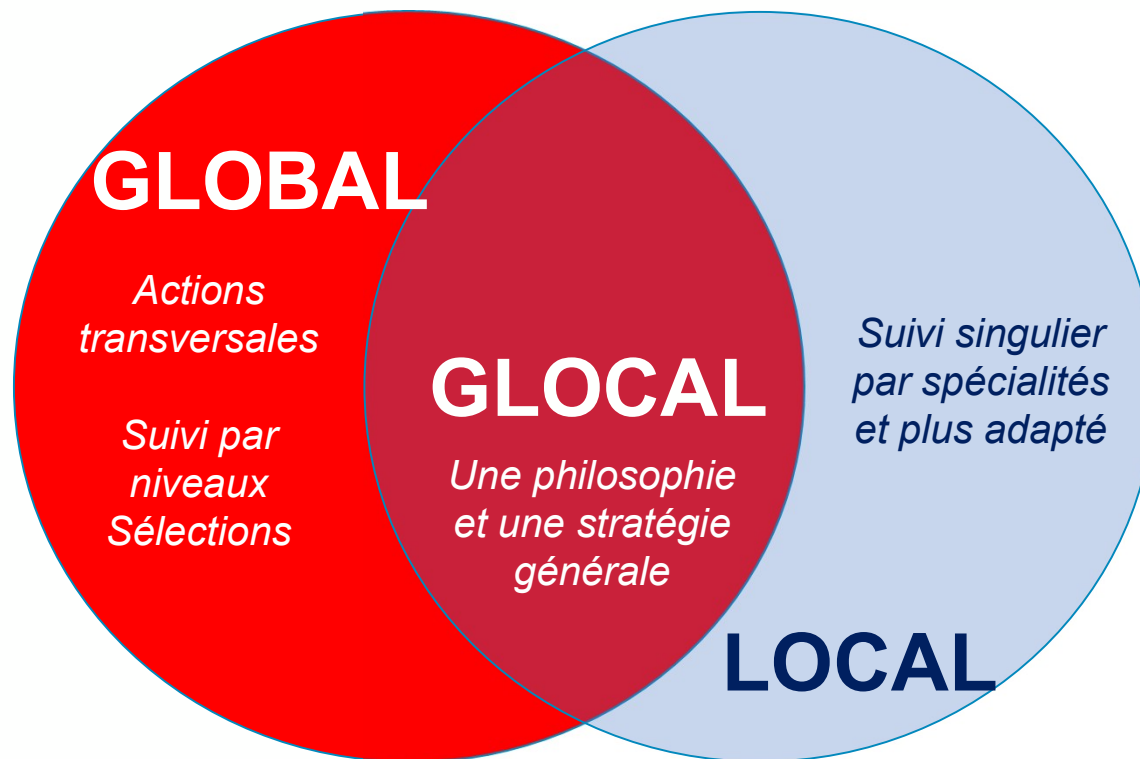 GLOBAL
Actions
transversales
Suivi par
niveaux
Sélections
GLOCAL
Une philosophie
et une stratégie
générale
Suivi singulier
par spécialités
et plus adapté
LOCAL